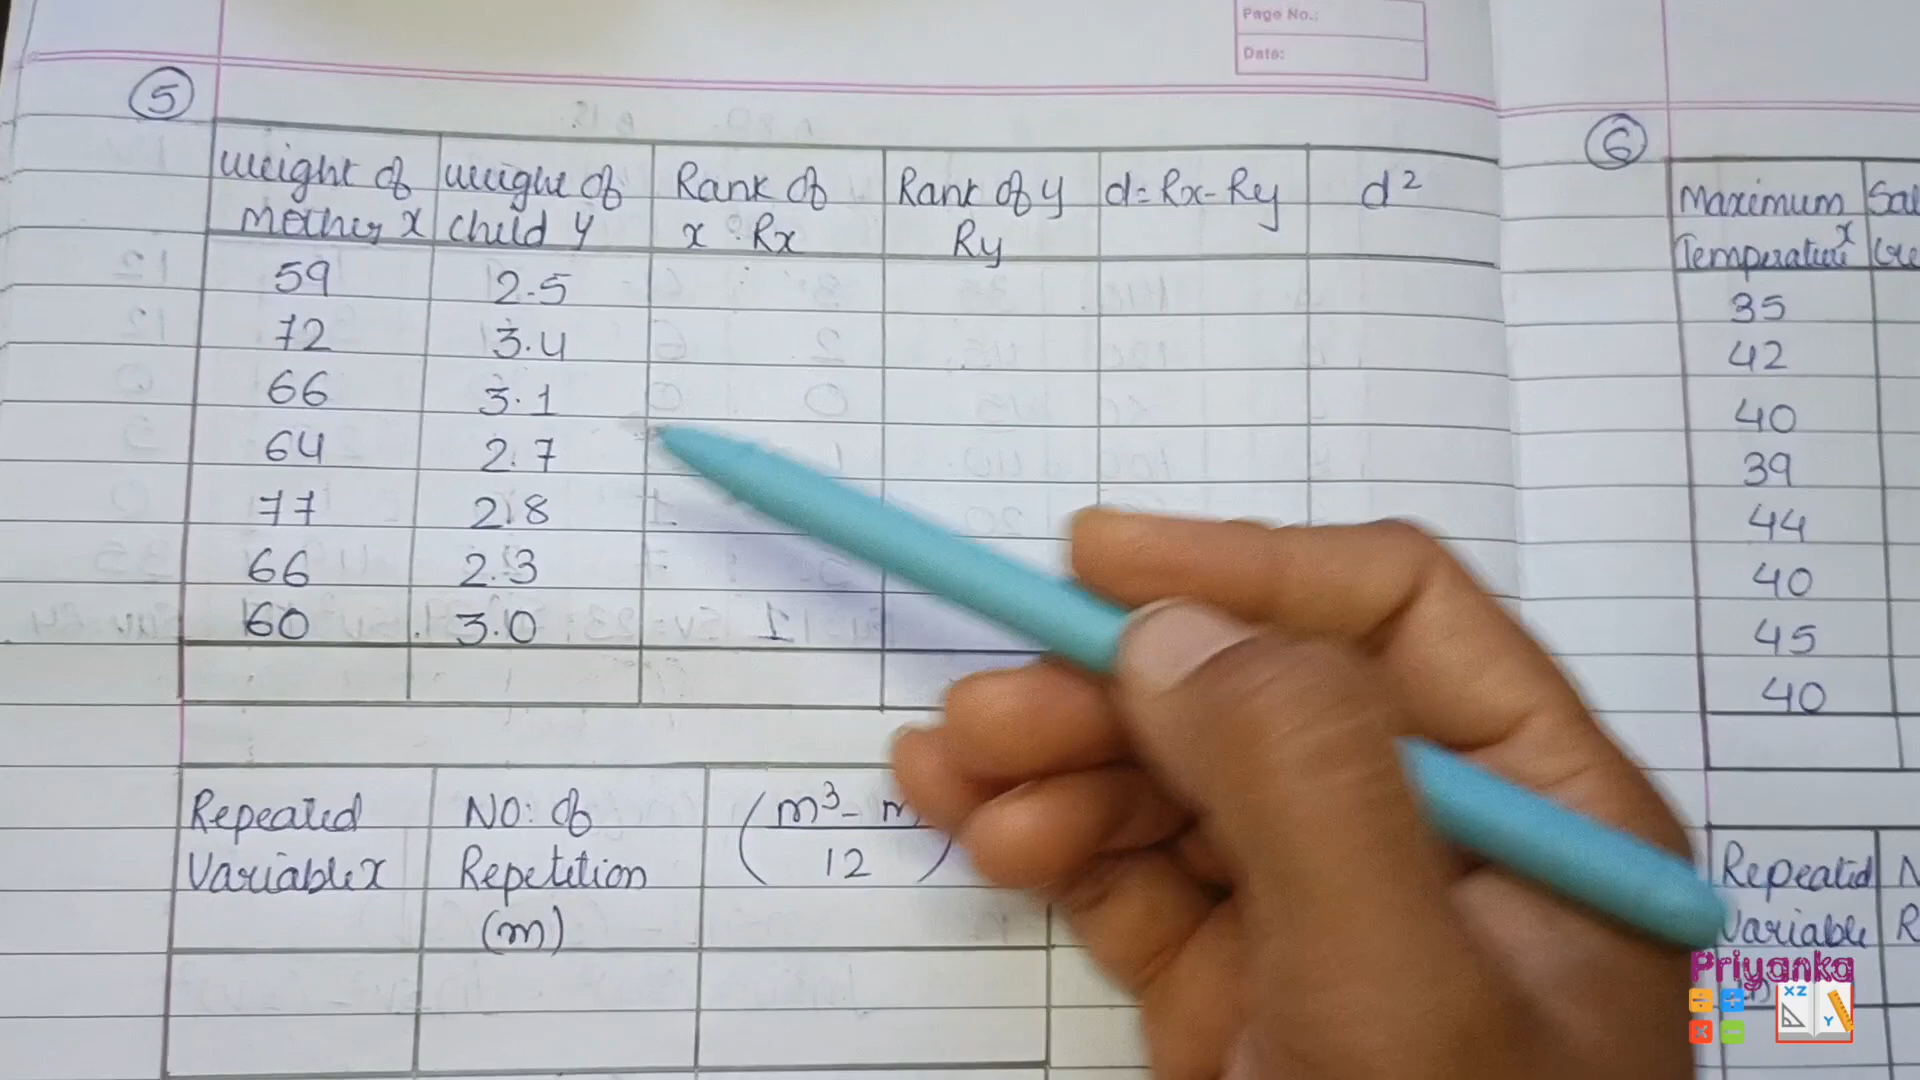 Page No.:
Date:
5
Weight of mother x | Weight of child y | Rank of x Rx | Rank of y Ry | d=Rx-Ry | d²
59 | 2.5
72 | 3.4
66 | 3.1
64 | 2.7
77 | 2.8
66 | 2.3
60 | 3.0
Repeated Variable x | NO: of Repetition (m) | (m³- m / 12)
6
Maximum Temperature x
35
42
40
39
44
40
45
40
Repeated
Variable
Priyanka
XZ
Y